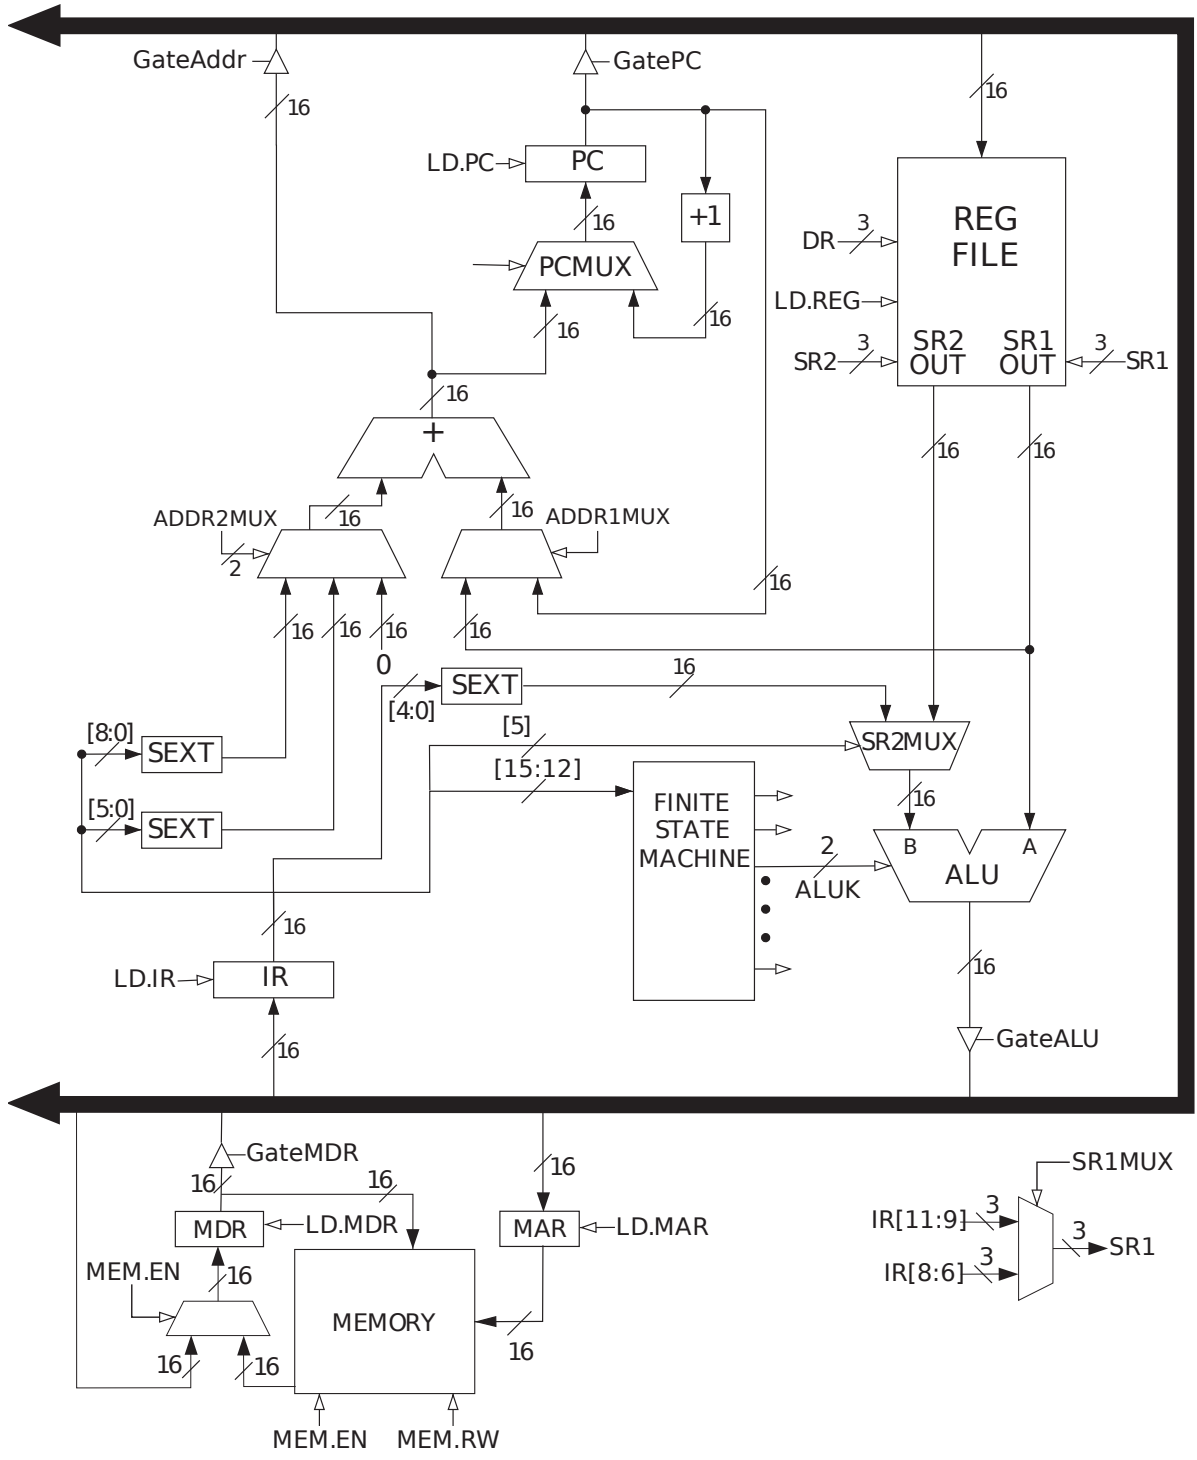 GateAddr
GatePC
16
16
LD.PC
PC
16
+1
REG
FILE
DR
3
PCMUX
LD.REG
16
16
SR2
3
SR2
OUT
SR1
OUT
3
SR1
16
+
16
16
ADDR2MUX
16
16
ADDR1MUX
2
16
16
16
16
16
0
SEXT
16
[4:0]
[8:0]
SEXT
[5]
SR2MUX
[15:12]
[5:0]
SEXT
FINITE
STATE
MACHINE
16
2
ALUK
B
A
ALU
16
LD.IR
IR
16
16
GateALU
GateMDR
16
16
16
SR1MUX
MDR
LD.MDR
MAR
LD.MAR
IR[11:9]
3
3
SR1
IR[8:6]
3
MEM.EN
16
MEMORY
16
16
16
MEM.EN
MEM.RW